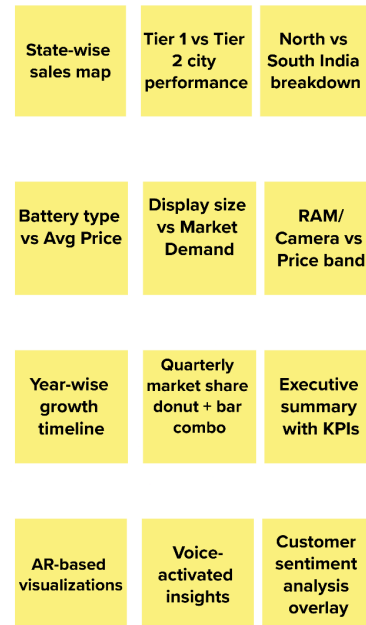 State-wise
sales map
Tier 1 vs Tier
2 city
performance
North vs
South India
breakdown
Battery type
vs Avg Price
Display size
vs Market
Demand
RAM/
Camera vs
Price band
Year-wise
growth
timeline
Quarterly
market share
donut + bar
combo
Executive
summary
with KPIs
AR-based
visualizations
Voice-
activated
insights
Customer
sentiment
analysis
overlay